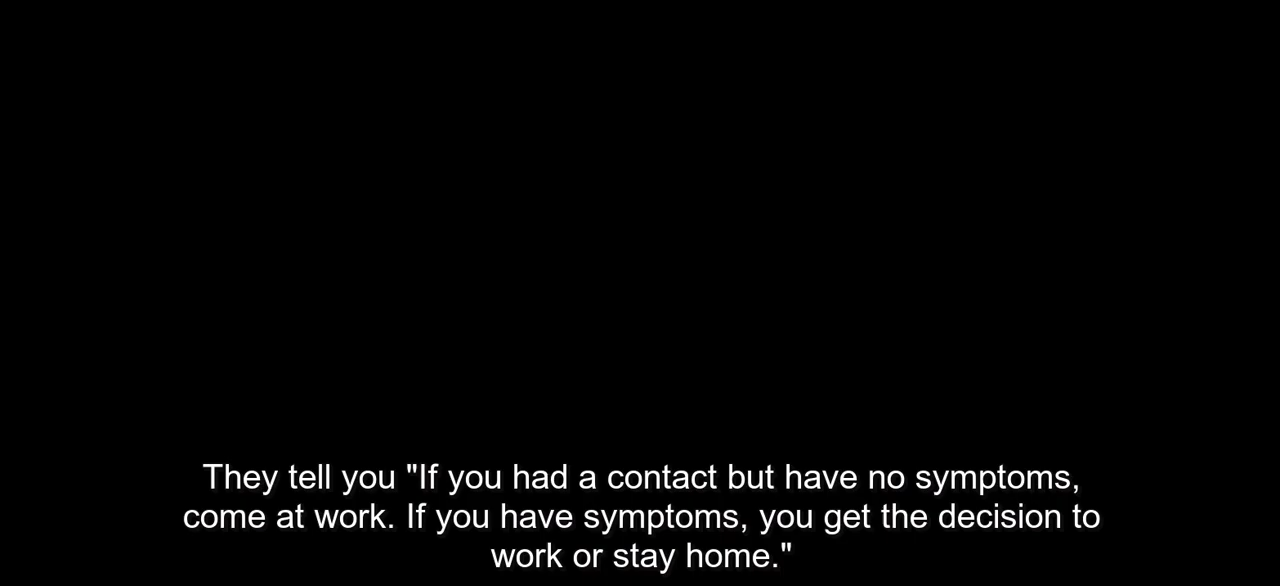 They tell you "If you had a contact but have no symptoms,
come at work. If you have symptoms, you get the decision to
work or stay home."